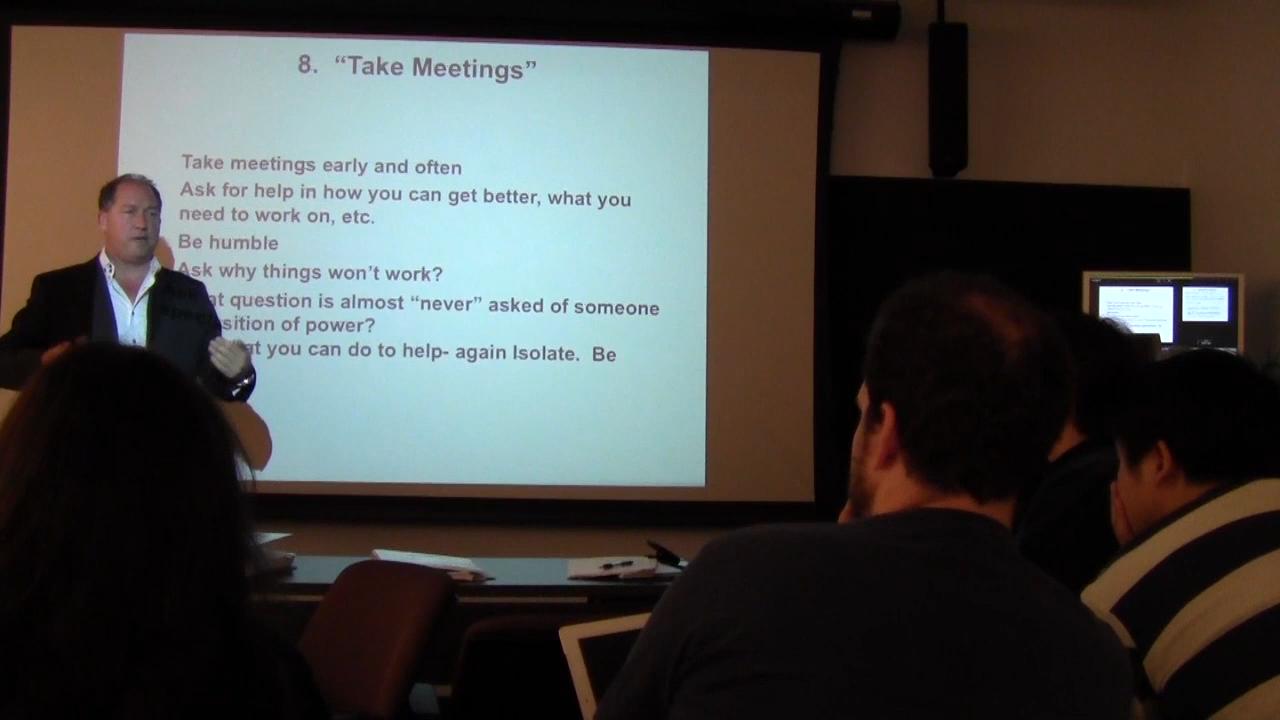 8. “Take Meetings”
Take meetings early and often
Ask for help in how you can get better, what you
need to work on, etc.
Be humble
Ask why things won’t work?
question is almost “never” asked of someone
of power?
you can do to help- again Isolate. Be